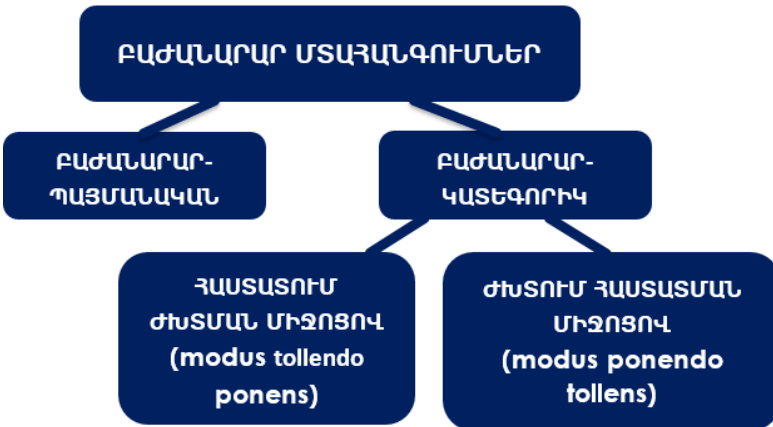 ԲԱԺԱՆԱՐԱՐ ՄՏԱՀԱՆԳՈՒՄՆԵՐ
ԲԱԺԱՆԱՐԱՐ-
ՊԱՅՄԱՆԱԿԱՆ
ԲԱԺԱՆԱՐԱՐ-
ԿԱՏԵԳՈՐԻԿ
ՀԱՍՏԱՏՈՒՄ
ԺԽՏՄԱՆ ՄԻՋՈՑՈՎ
(modus tollendo
ponens)
ԺԽՏՈՒՄ ՀԱՍՏԱՏՄԱՆ
ՄԻՋՈՑՈՎ
(modus ponendo
tollens)